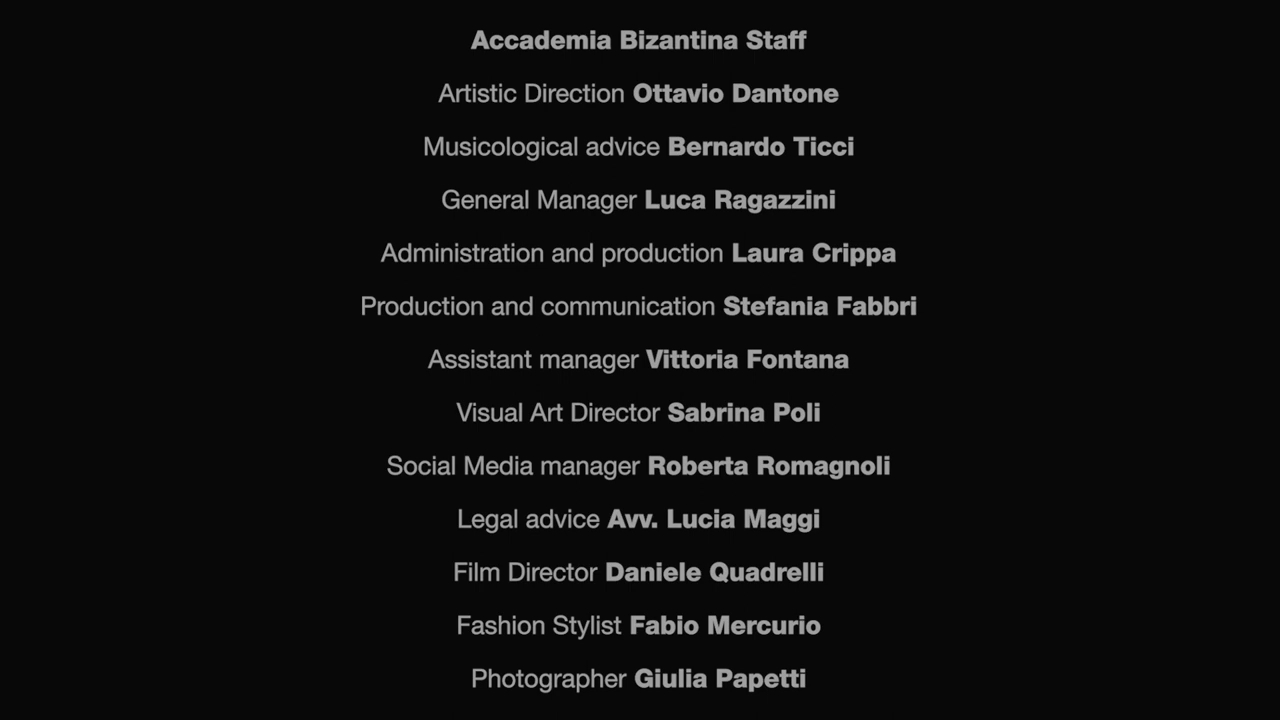 Accademia Bizantina Staff
Artistic Direction Ottavio Dantone
Musicological advice Bernardo Ticci
General Manager Luca Ragazzini
Administration and production Laura Crippa
Production and communication Stefania Fabbri
Assistant manager Vittoria Fontana
Visual Art Director Sabrina Poli
Social Media manager Roberta Romagnoli
Legal advice Avv. Lucia Maggi
Film Director Daniele Quadrelli
Fashion Stylist Fabio Mercurio
Photographer Giulia Papetti